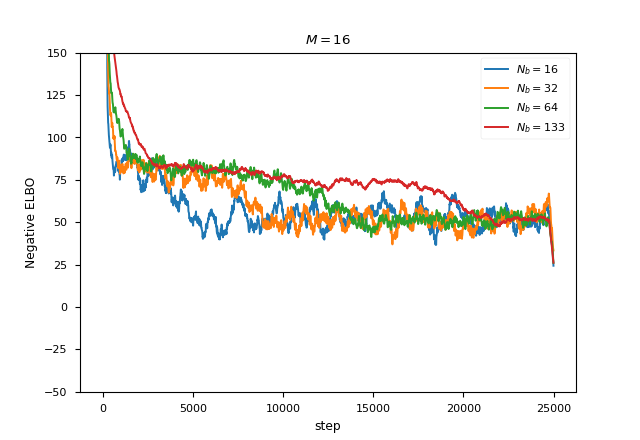 M = 16
150
125
100
75
50
25
0
−25
−50
Negative ELBO
0
5000
10000
15000
20000
25000
step
N_b = 16
N_b = 32
N_b = 64
N_b = 133